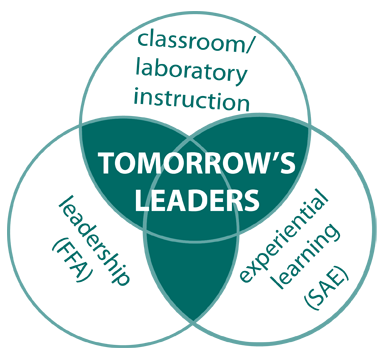 classroom/
laboratory
instruction
TOMORROW'S
LEADERS
leadership
(FFA)
experiential
learning
(SAE)